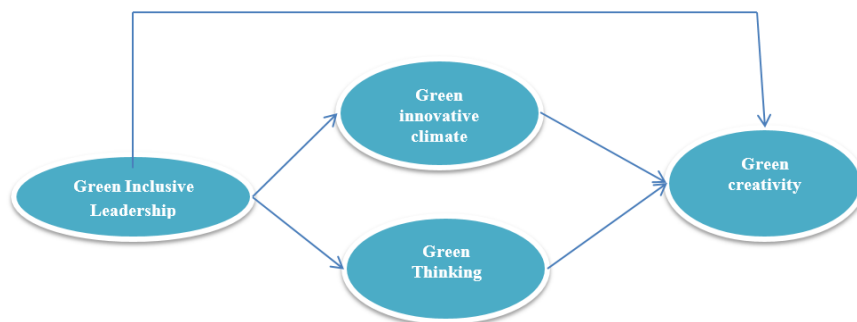 Green
innovative
climate
Green Inclusive
Leadership
Green
creativity
Green
Thinking